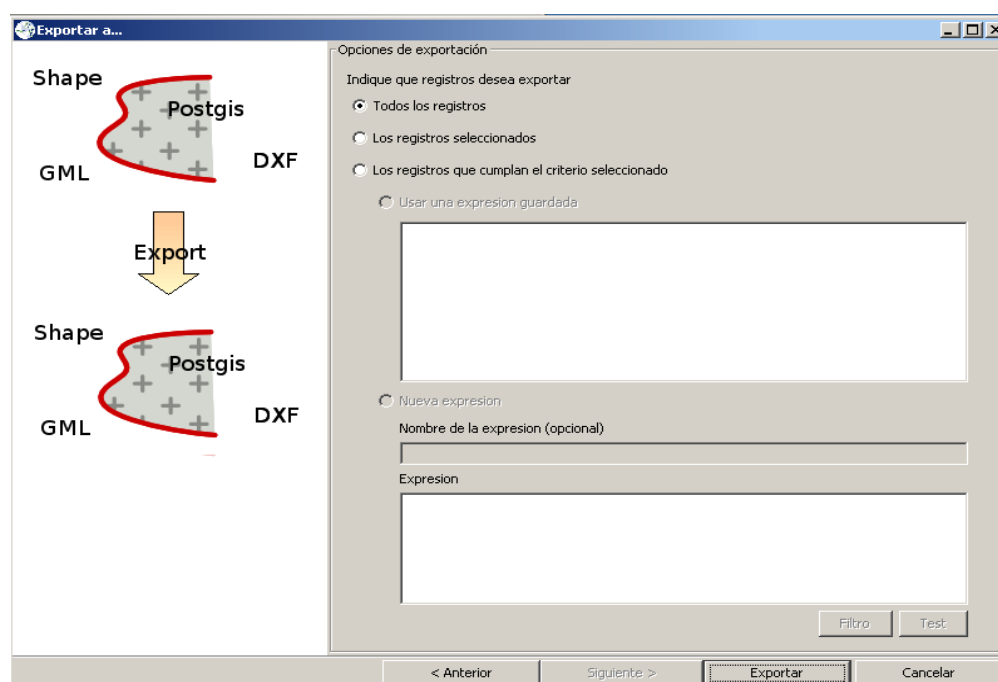 Exportar a...
Shape
Postgis
GML
DXF
Export
Shape
Postgis
GML
DXF
Opciones de exportación
Indique que registros desea exportar
Todos los registros
Los registros seleccionados
Los registros que cumplan el criterio seleccionado
Usar una expresion guardada
Nueva expresion
Nombre de la expresion (opcional)
Expresion
Filtro
Test
< Anterior
Siguiente >
Exportar
Cancelar